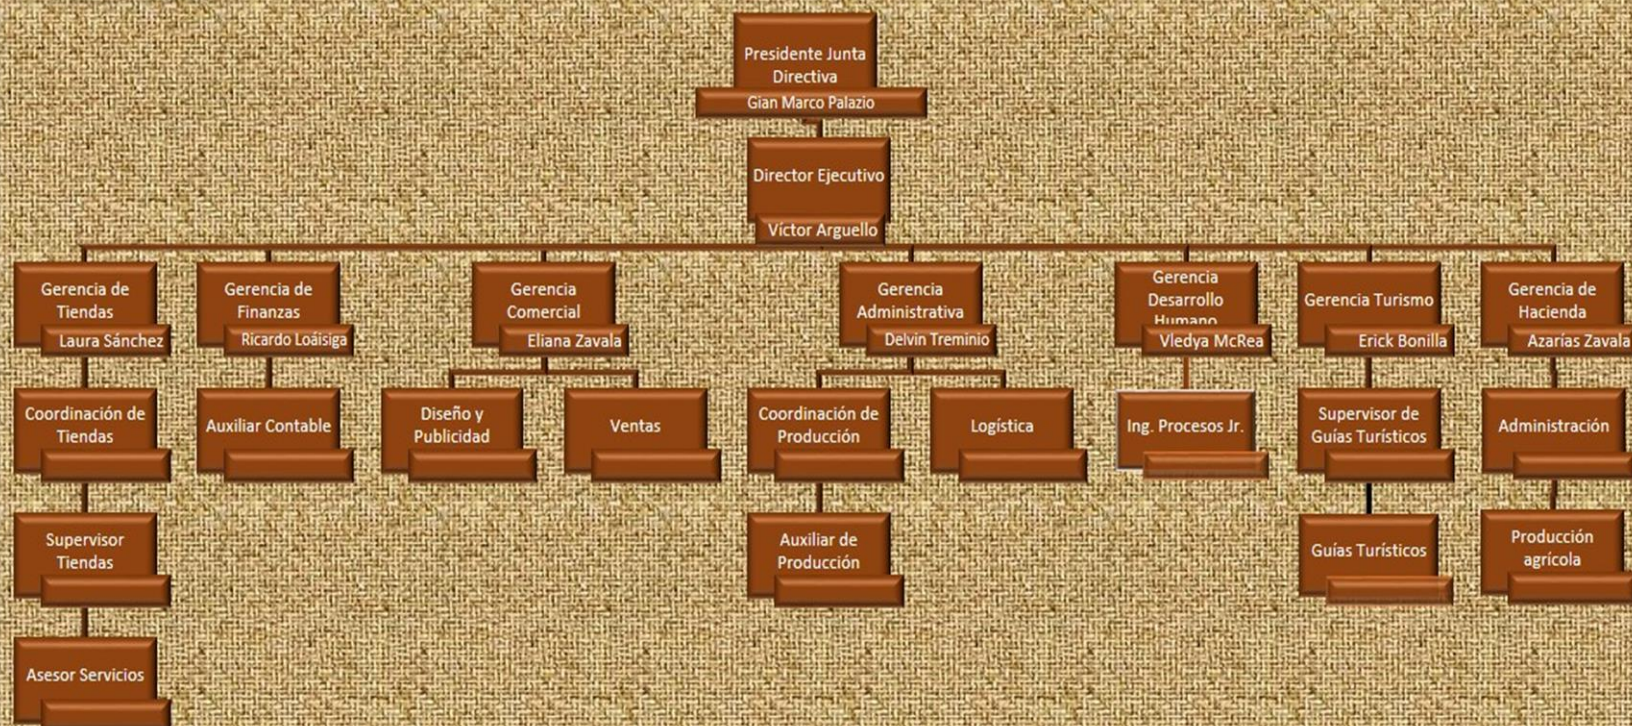 Presidente Junta
Directiva
Gian Marco Palazio
Director Ejecutivo
Víctor Arguello
Gerencia de
Tiendas
Laura Sánchez
Gerencia de
Finanzas
Ricardo Loáisiga
Gerencia
Comercial
Eliana Zavala
Gerencia
Administrativa
Delvin Treminio
Gerencia
Desarrollo
Humano
Vledya McRea
Gerencia Turismo
Erick Bonilla
Gerencia de
Hacienda
Azarías Zavala
Coordinación de
Tiendas
Auxiliar Contable
Diseño y
Publicidad
Ventas
Coordinación de
Producción
Logística
Ing. Procesos Jr.
Supervisor de
Guías Turísticos
Administración
Supervisor
Tiendas
Auxiliar de
Producción
Guías Turísticos
Producción
agrícola
Asesor Servicios